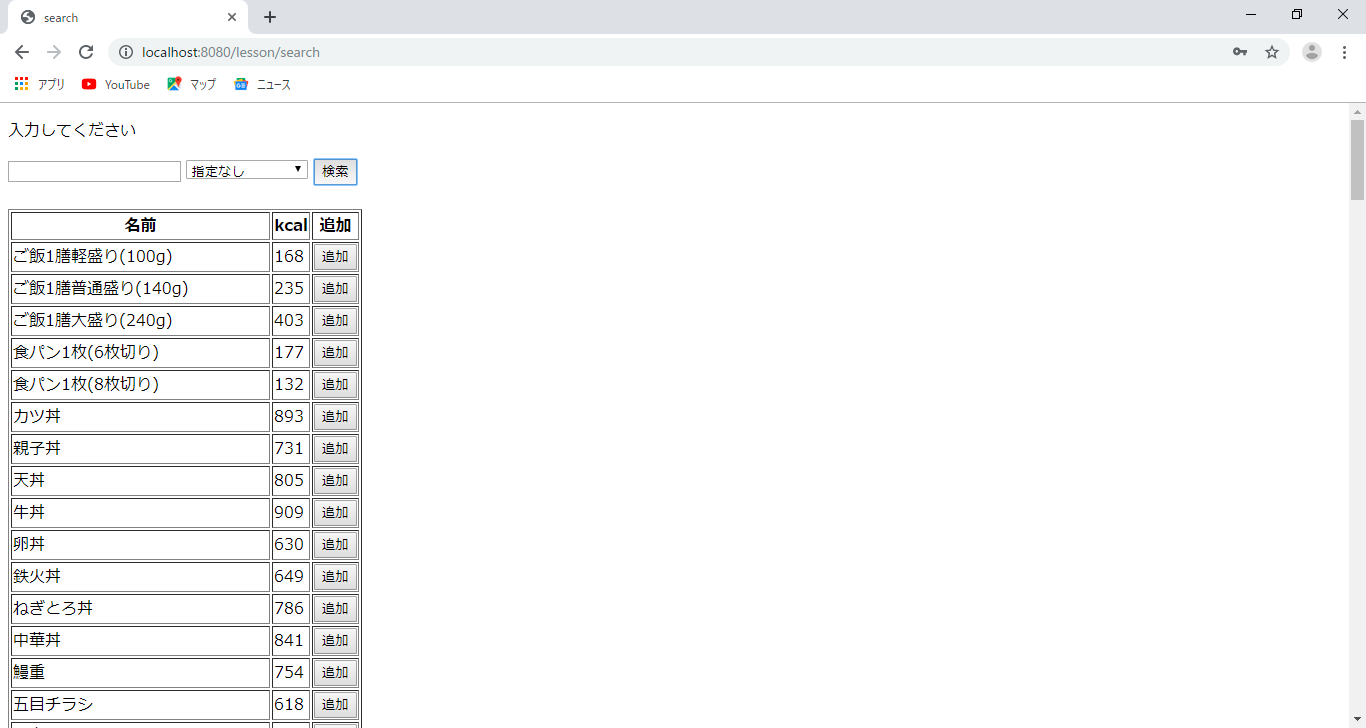 search
localhost:8080/lesson/search
アプリ YouTube マップ ニュース
入力してください
指定なし 検索
名前 kcal 追加
ご飯1膳軽盛り(100g) 168 追加
ご飯1膳普通盛り(140g) 235 追加
ご飯1膳大盛り(240g) 403 追加
食パン1枚(6枚切り) 177 追加
食パン1枚(8枚切り) 132 追加
カツ丼 893 追加
親子丼 731 追加
天丼 805 追加
牛丼 909 追加
卵丼 630 追加
鉄火丼 649 追加
ねぎとろ丼 786 追加
中華丼 841 追加
鰻重 754 追加
五目チラシ 618 追加